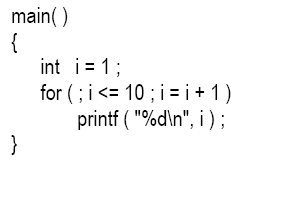 main( )
{
int i = 1 ;
for ( ; i <= 10 ; i = i + 1 )
printf ( "%d\n", i ) ;
}